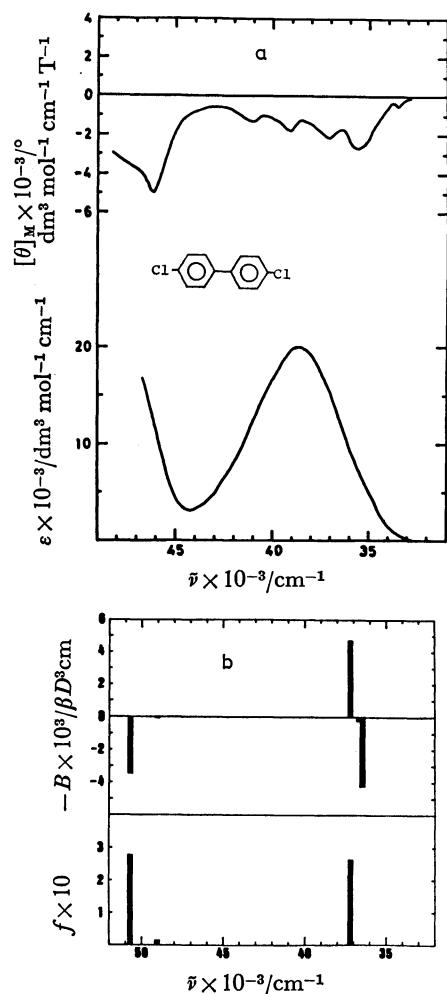 4
a
2
0
-2
-4
-6
[θ]M × 10⁻³/°
dm³ mol⁻¹ cm⁻¹ T⁻¹
Cl
Cl
20
10
ε × 10⁻³/dm³ mol⁻¹ cm⁻¹
45 40 35
ν̃ × 10⁻³/cm⁻¹
6
b
4
2
0
-2
-4
−B × 10³/βD³cm
3
2
1
f × 10
50 45 40 35
ν̃ × 10⁻³/cm⁻¹